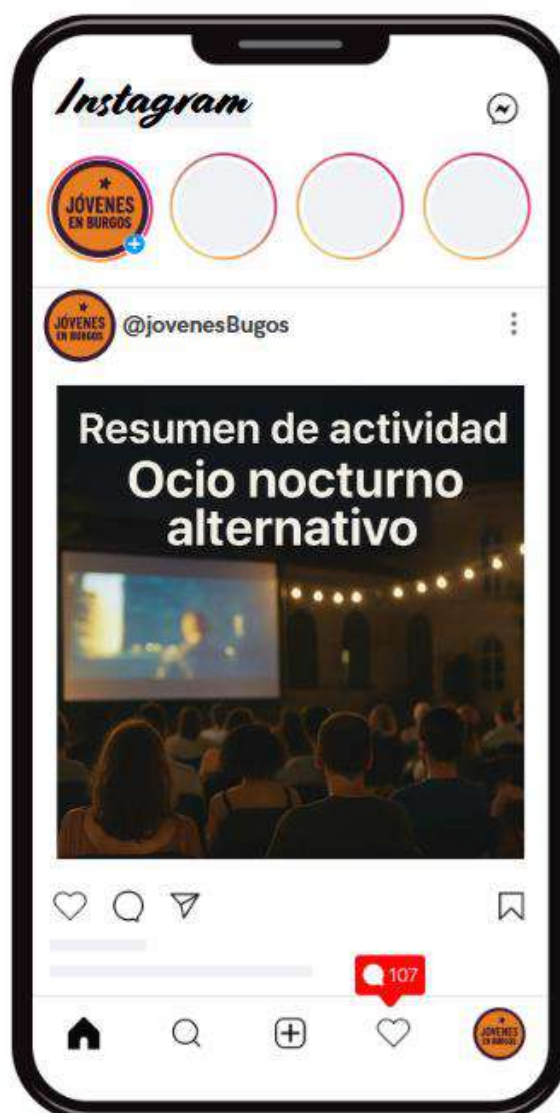 Instagram
JÓVENES
EN BURGOS
JÓVENES
EN BURGOS
@jovenesBugos
Resumen de actividad
Ocio nocturno
alternativo
107
JÓVENES
EN BURGOS